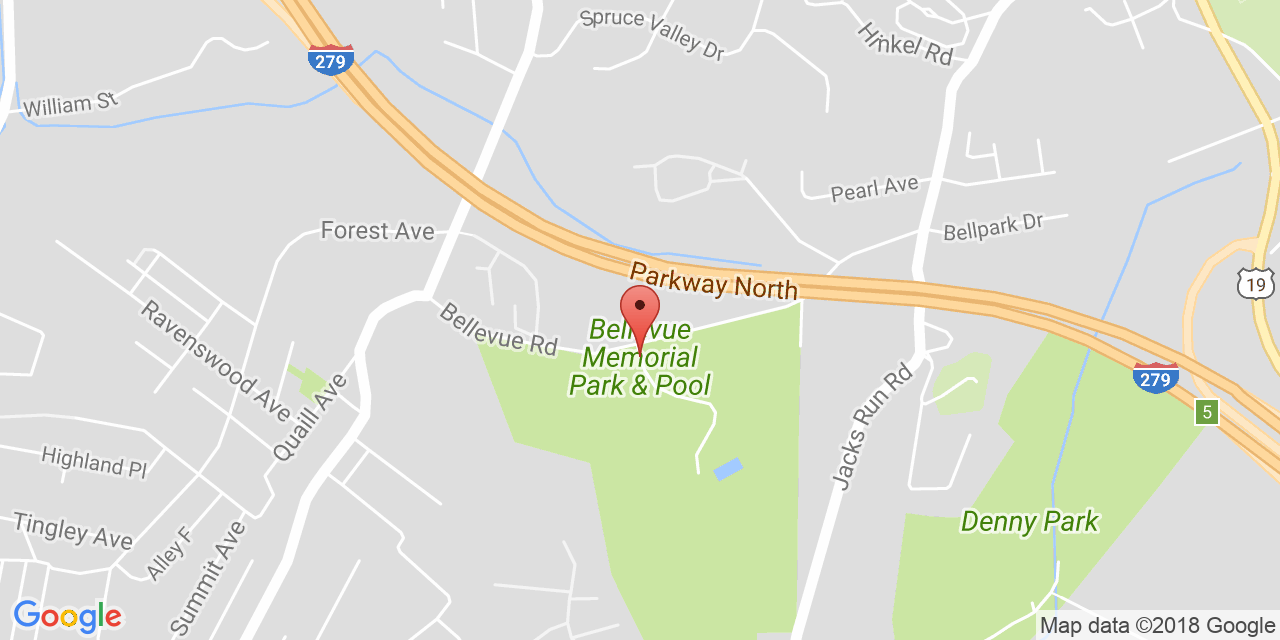 Spruce Valley Dr
Hinkel Rd
279
William St
Pearl Ave
Bellpark Dr
Forest Ave
Parkway North
19
Bellevue Rd
Bellevue
Memorial
Park & Pool
Ravenswood Ave
Quaill Ave
Jacks Run Rd
279
5
Highland Pl
Tingley Ave
Alley F
Summit Ave
Denny Park
Google
Map data ©2018 Google